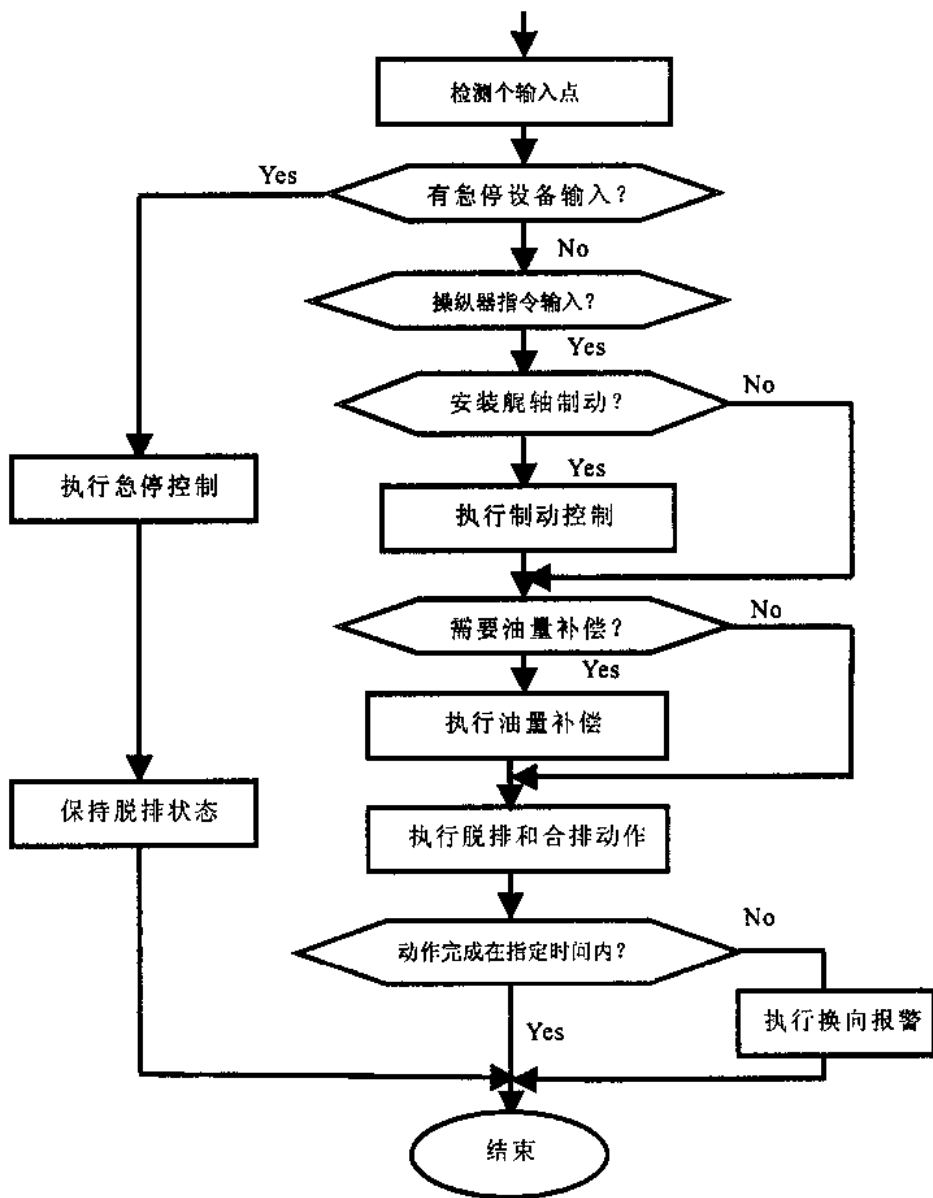 检测个输入点
Yes
有急停设备输入？
No
操纵器指令输入？
Yes
安装艉轴制动？
No
Yes
执行急停控制
执行制动控制
需要油量补偿？
No
Yes
执行油量补偿
保持脱排状态
执行脱排和合排动作
No
动作完成在指定时间内？
执行换向报警
Yes
结束